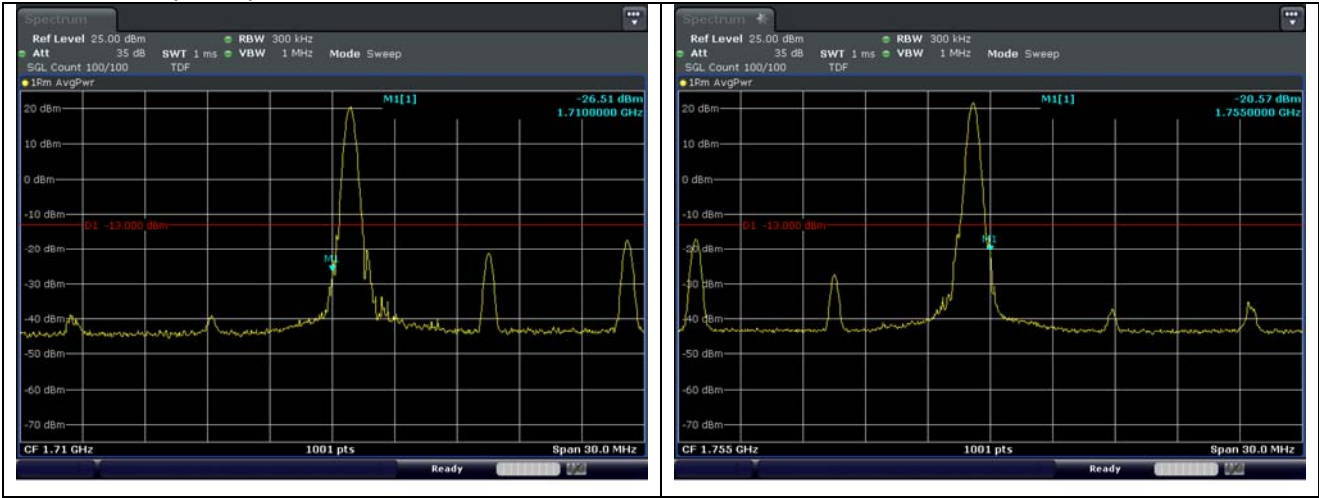 Spectrum
Ref Level 25.00 dBm RBW 300 kHz
Att 35 dB SWT 1 ms VBW 1 MHz Mode Sweep
SGL Count 100/100 TDF
1Rm AvgPwr
M1[1] -26.51 dBm
1.7100000 GHz
20 dBm
10 dBm
0 dBm
-10 dBm
D1 -13.000 dBm
-20 dBm
M1
-30 dBm
-40 dBm
-50 dBm
-60 dBm
-70 dBm
CF 1.71 GHz 1001 pts Span 30.0 MHz
Ready
Spectrum
Ref Level 25.00 dBm RBW 300 kHz
Att 35 dB SWT 1 ms VBW 1 MHz Mode Sweep
SGL Count 100/100 TDF
1Rm AvgPwr
M1[1] -20.57 dBm
1.7550000 GHz
20 dBm
10 dBm
0 dBm
-10 dBm
D1 -13.000 dBm
-20 dBm
M1
-30 dBm
-40 dBm
-50 dBm
-60 dBm
-70 dBm
CF 1.755 GHz 1001 pts Span 30.0 MHz
Ready